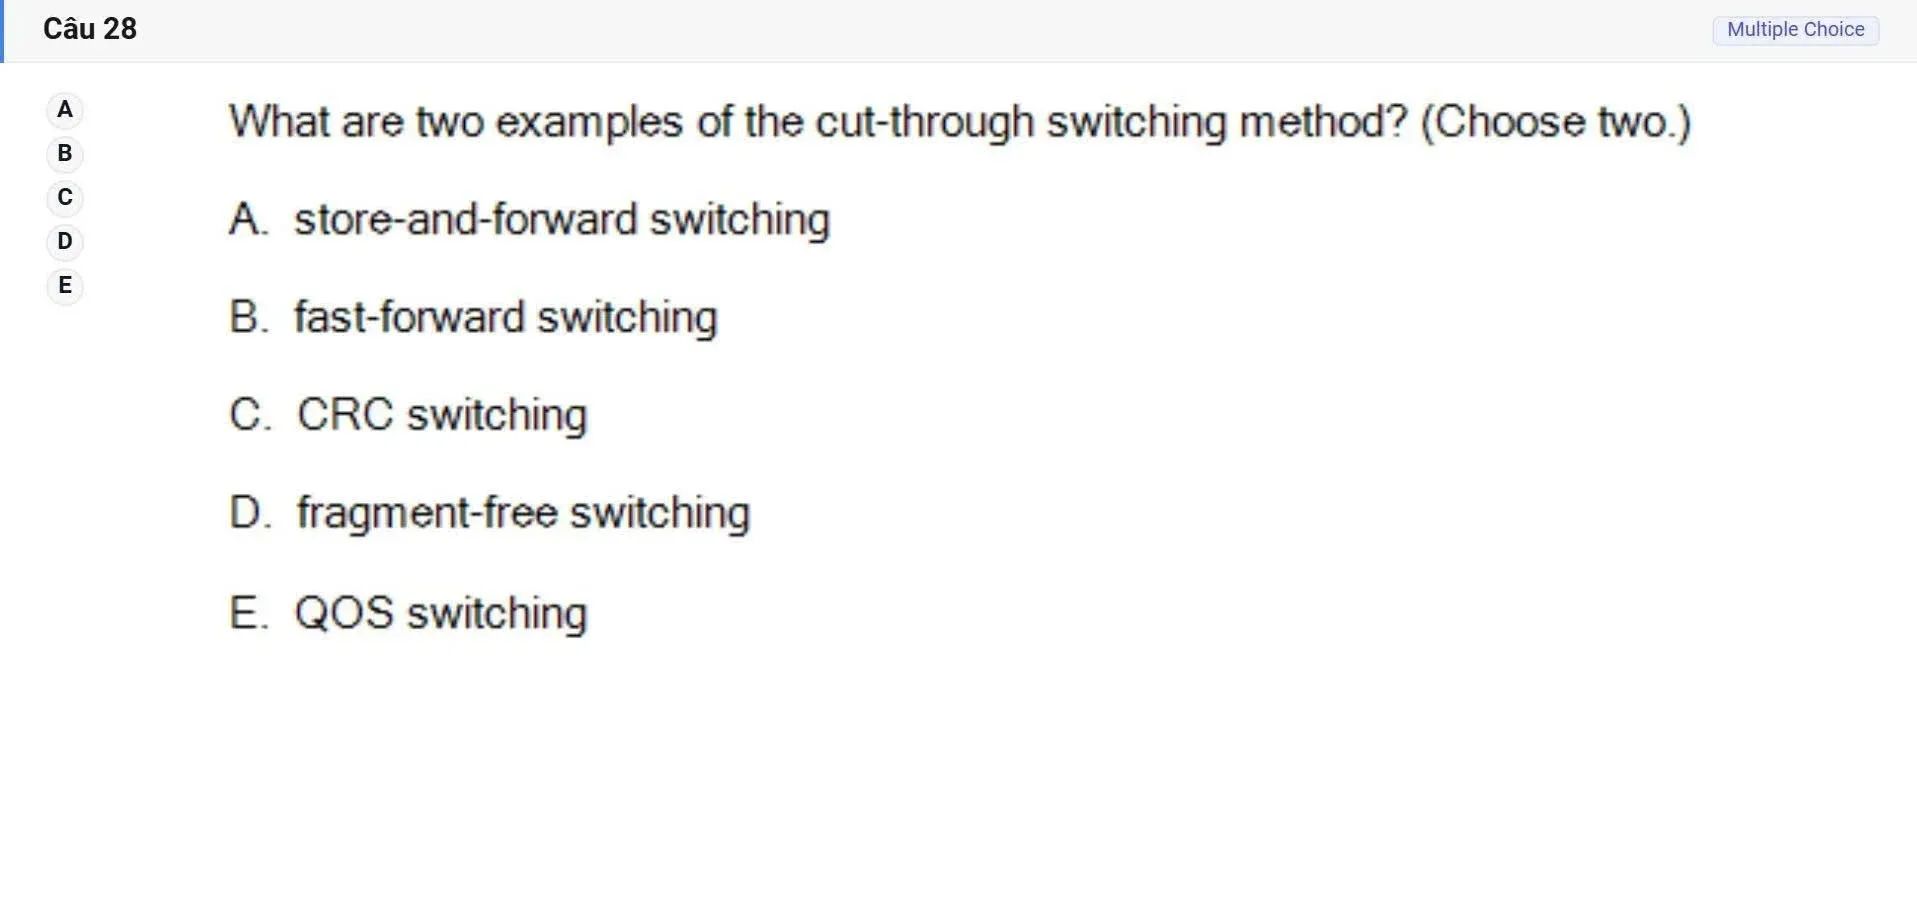 Câu 28
Multiple Choice
A
B
C
D
E
What are two examples of the cut-through switching method? (Choose two.)
A. store-and-forward switching
B. fast-forward switching
C. CRC switching
D. fragment-free switching
E. QOS switching